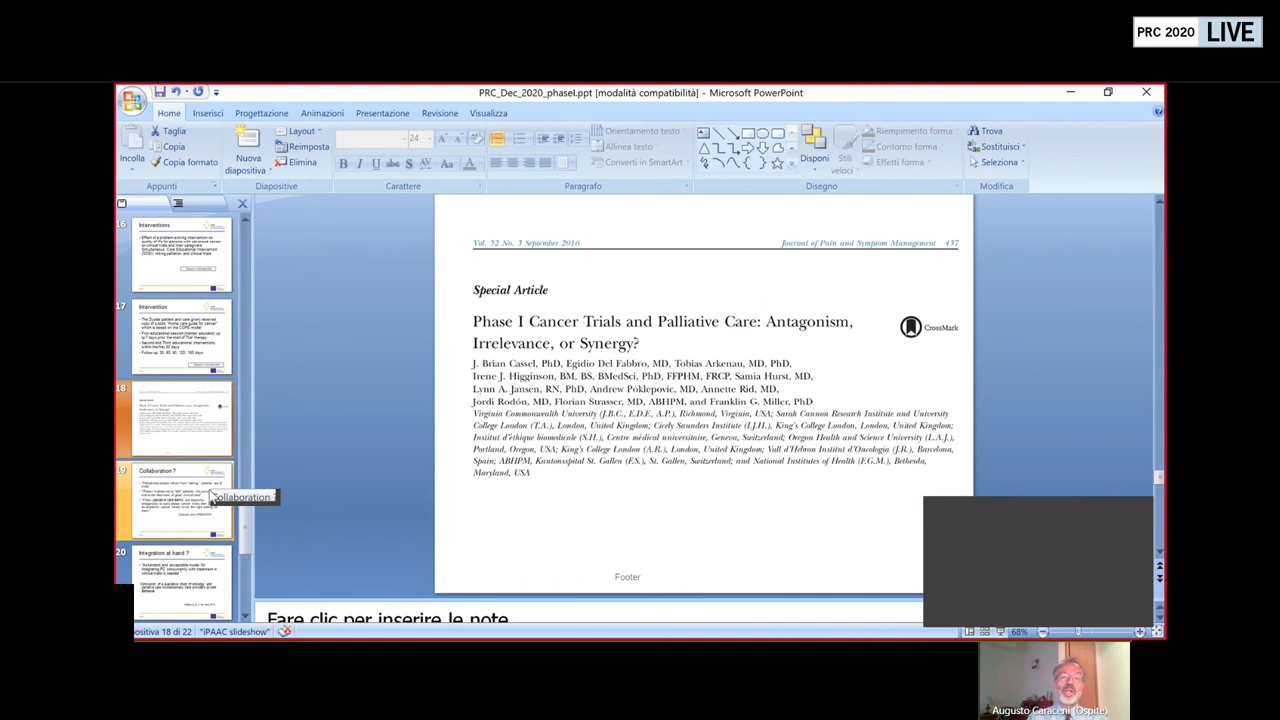 PRC 2020 LIVE
PRC_Dec_2020_phaseI.ppt [modalità compatibilità] - Microsoft PowerPoint
Home Inserisci Progettazione Animazioni Presentazione Revisione Visualizza
Incolla
Taglia
Copia
Copia formato
Appunti
Nuova
diapositiva
Layout
Reimposta
Elimina
Diapositive
24
Carattere
Orientamento testo
Allinea testo
Converti in SmartArt
Paragrafo
Disponi
Stili
veloci
Riempimento forma
Contorno forma
Effetti forma
Disegno
Trova
Sostituisci
Seleziona
Modifica
16
Interventions
17
Intervention
18
19
Collaboration ?
Collaboration ?
20
Integration at hand ?
Vol. 52 No. 3 September 2016 Journal of Pain and Symptom Management 437
Special Article
Phase I Cancer Trials and Palliative Care: Antagonism,
Irrelevance, or Synergy?
CrossMark
J. Brian Cassel, PhD, Egidio Del Fabbro, MD, Tobias Arkenau, MD, PhD,
Irene J. Higginson, BM, BS, BMedSci, PhD, FFPHM, FRCP, Samia Hurst, MD,
Lynn A. Jansen, RN, PhD, Andrew Poklepovic, MD, Annette Rid, MD,
Jordi Rodón, MD, Florian Strasser, MD, ABHPM, and Franklin G. Miller, PhD
Virginia Commonwealth University (J.B.C., E.D.F., A.P.), Richmond, Virginia, USA; Sarah Cannon Research Institute and University
College London (T.A.), London, United Kingdom; Cicely Saunders Institute (I.J.H.), King's College London, London, United Kingdom;
Institut d'éthique biomedicale (S.H.), Centre médical universitaire, Geneva, Switzerland; Oregon Health and Science University (L.A.J.),
Portland, Oregon, USA; King's College London (A.R.), London, United Kingdom; Vall d'Hebron Institut d'Oncologia (J.R.), Barcelona,
Spain; ABHPM, Kantonsspital St. Gallen (F.S.), St. Gallen, Switzerland; and National Institutes of Health (F.G.M.), Bethesda,
Maryland, USA
Footer
Fare clic per inserire le note
ositiva 18 di 22 "iPAAC slideshow" 68%
Augusto Caraceni (Ospite)